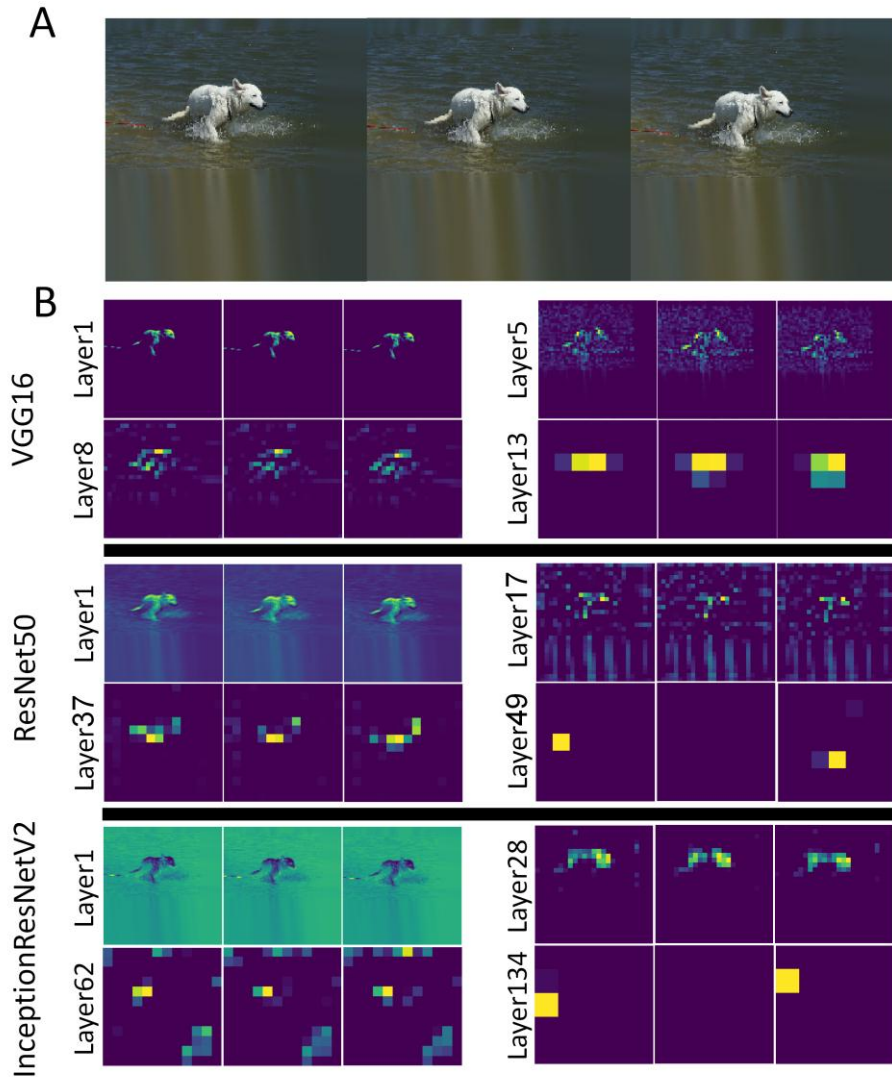 A
B
VGG16
Layer1
Layer5
Layer8
Layer13
ResNet50
Layer1
Layer17
Layer37
Layer49
InceptionResNetV2
Layer1
Layer28
Layer62
Layer134